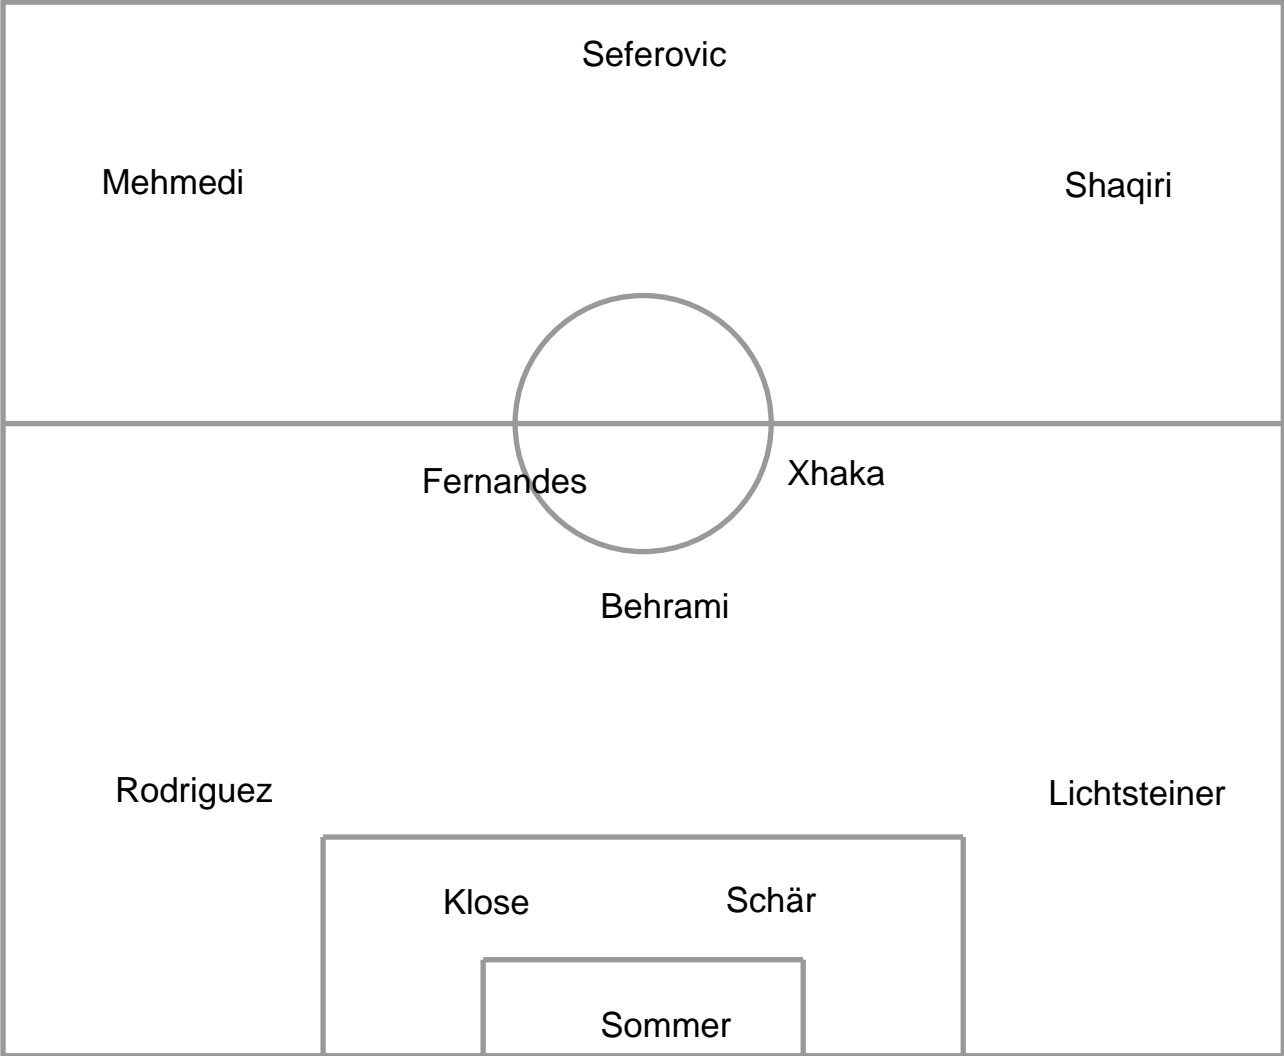 Seferovic
Mehmedi
Shaqiri
Fernandes
Xhaka
Behrami
Rodriguez
Lichtsteiner
Klose
Schär
Sommer